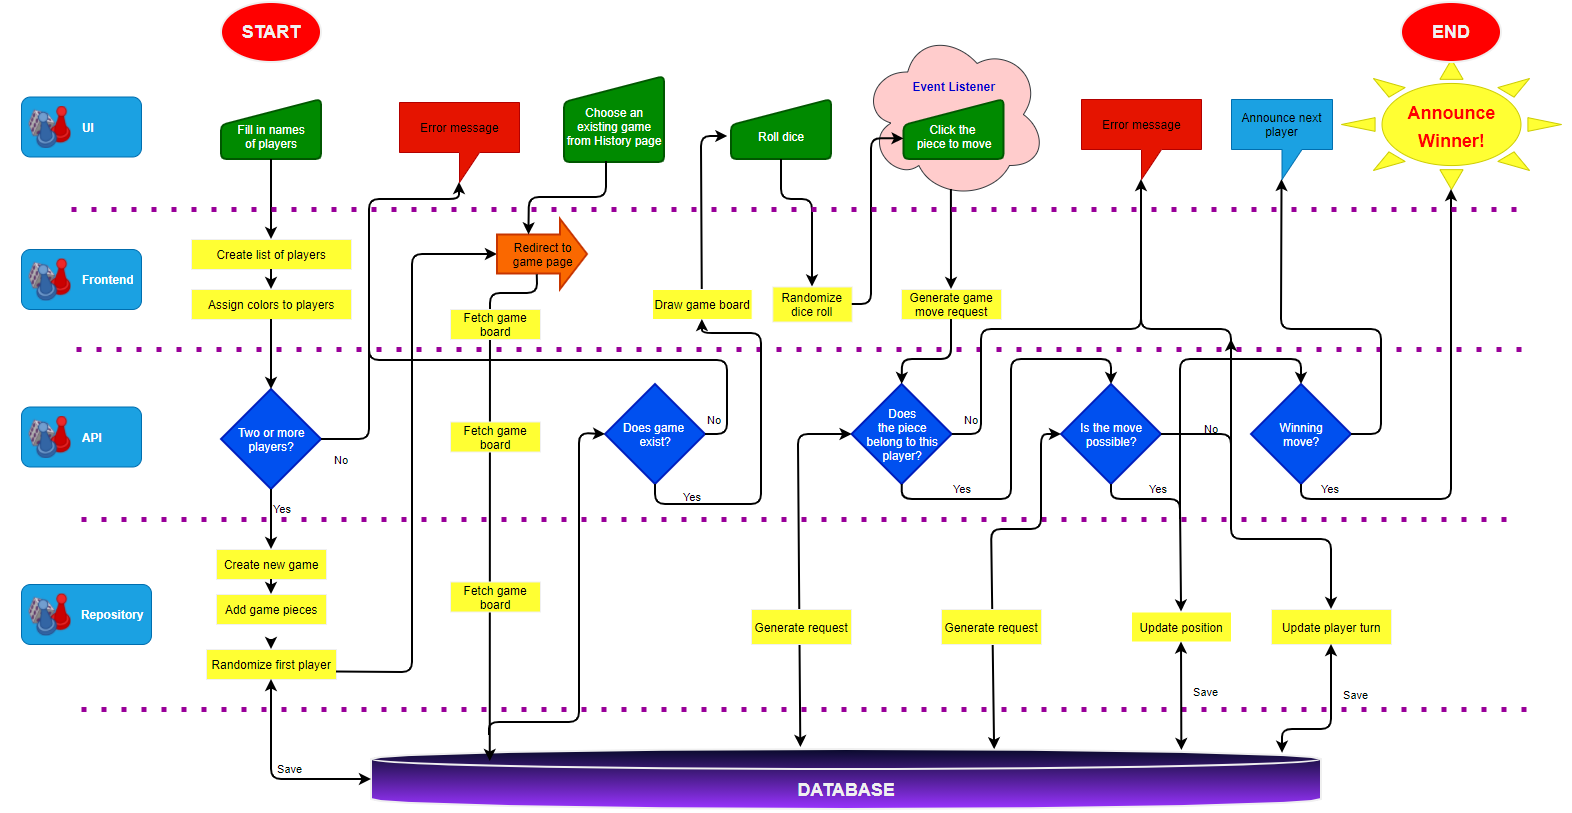 START
END
UI
Fill in names
of players
Error message
Choose an
existing game
from History page
Roll dice
Event Listener
Click the
piece to move
Error message
Announce next
player
Announce
Winner!
Frontend
Create list of players
Assign colors to players
Redirect to
game page
Fetch game
board
Draw game board
Randomize
dice roll
Generate game
move request
API
Two or more
players?
No
Yes
Fetch game
board
Does game
exist?
No
Yes
Does
the piece
belong to this
player?
No
Yes
Is the move
possible?
No
Yes
Winning
move?
Yes
Repository
Create new game
Add game pieces
Randomize first player
Fetch game
board
Generate request
Generate request
Update position
Update player turn
Save
Save
Save
DATABASE